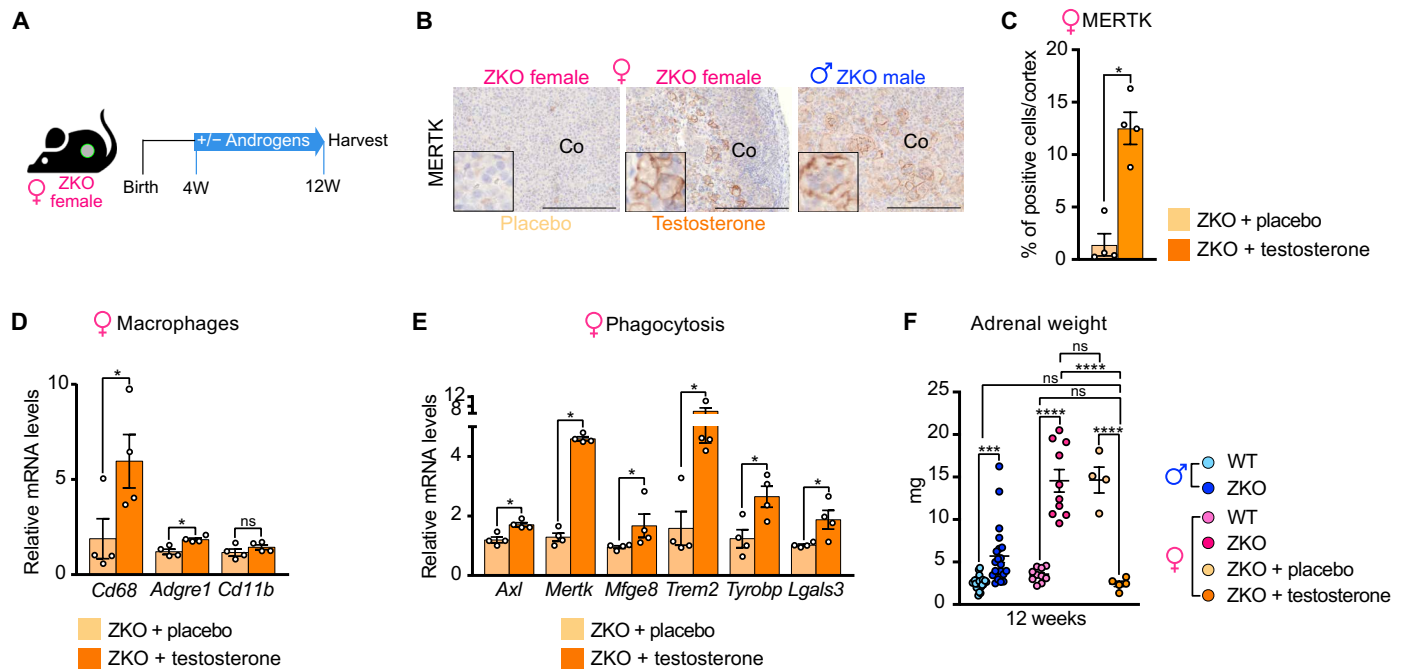 A
♀ ZKO
female
Birth
+/− Androgens
Harvest
4W
12W
B
ZKO female ♀ ZKO female ♂ ZKO male
MERTK
Co
Co
Co
Placebo
Testosterone
C
♀ MERTK
% of positive cells/cortex
20
15
10
5
0
*
ZKO + placebo
ZKO + testosterone
D
♀ Macrophages
Relative mRNA levels
10
5
0
*
*
ns
Cd68 Adgre1 Cd11b
ZKO + placebo
ZKO + testosterone
E
♀ Phagocytosis
Relative mRNA levels
12
8
4
2
0
*
*
*
*
*
*
Axl Mertk Mfge8 Trem2 Tyrobp Lgals3
ZKO + placebo
ZKO + testosterone
F
Adrenal weight
mg
25
20
15
10
5
0
ns
****
ns
ns
***
****
****
12 weeks
♂
WT
ZKO
♀
WT
ZKO
ZKO + placebo
ZKO + testosterone